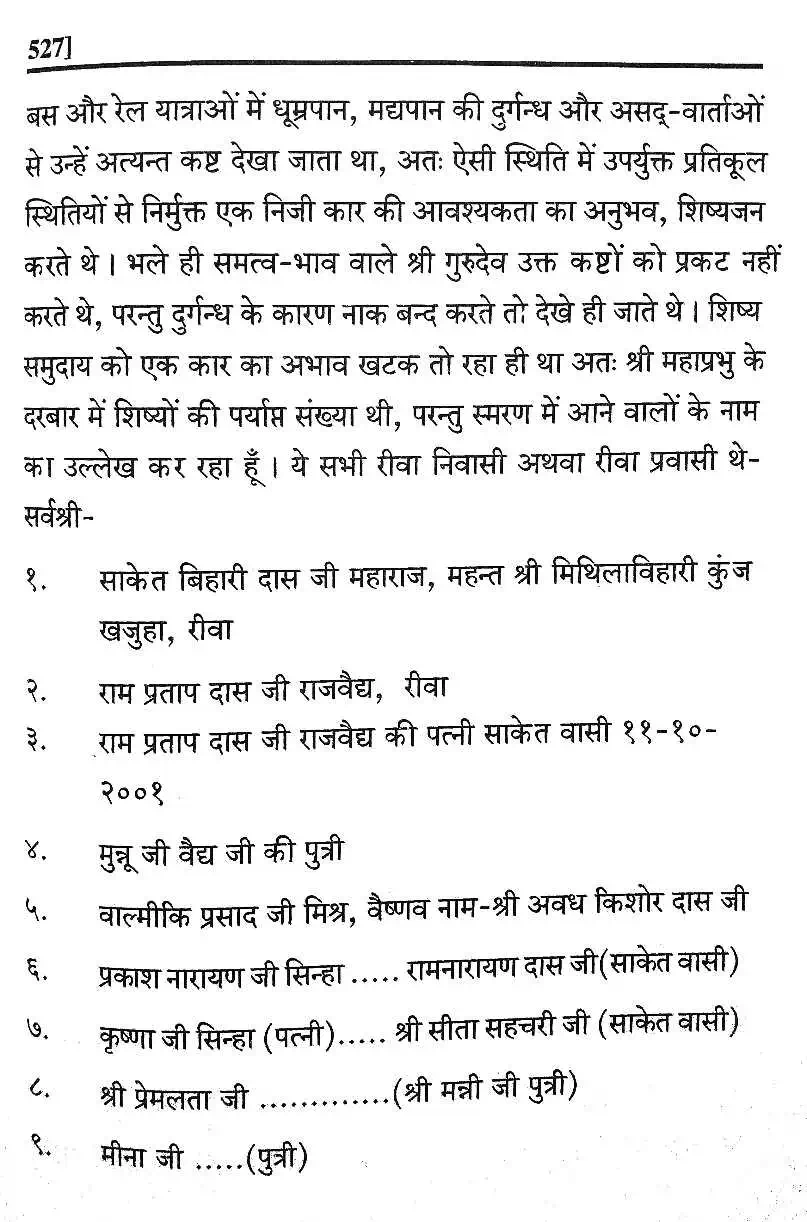 527]
बस और रेल यात्राओं में धूम्रपान, मद्यपान की दुर्गन्ध और असद्-वार्ताओं
से उन्हें अत्यन्त कष्ट देखा जाता था, अतः ऐसी स्थिति में उपर्युक्त प्रतिकूल
स्थितियों से निर्मुक्त एक निजी कार की आवश्यकता का अनुभव, शिष्यजन
करते थे। भले ही समत्व-भाव वाले श्री गुरुदेव उक्त कष्टों को प्रकट नहीं
करते थे, परन्तु दुर्गन्ध के कारण नाक बन्द करते तो देखे ही जाते थे। शिष्य
समुदाय को एक कार का अभाव खटक तो रहा ही था अतः श्री महाप्रभु के
दरबार में शिष्यों की पर्याप्त संख्या थी, परन्तु स्मरण में आने वालों के नाम
का उल्लेख कर रहा हूँ। ये सभी रीवा निवासी अथवा रीवा प्रवासी थे-
सर्वश्री-
१. साकेत बिहारी दास जी महाराज, महन्त श्री मिथिलाविहारी कुंज
खजुहा, रीवा
२. राम प्रताप दास जी राजवैद्य, रीवा
३. राम प्रताप दास जी राजवैद्य की पत्नी साकेत वासी ११-१०-
२००१
४. मुन्नू जी वैद्य जी की पुत्री
५. वाल्मीकि प्रसाद जी मिश्र, वैष्णव नाम-श्री अवध किशोर दास जी
६. प्रकाश नारायण जी सिन्हा ..... रामनारायण दास जी(साकेत वासी)
७. कृष्णा जी सिन्हा (पत्नी)..... श्री सीता सहचरी जी (साकेत वासी)
८. श्री प्रेमलता जी .............(श्री मन्नी जी पुत्री)
९. मीना जी .....(पुत्री)